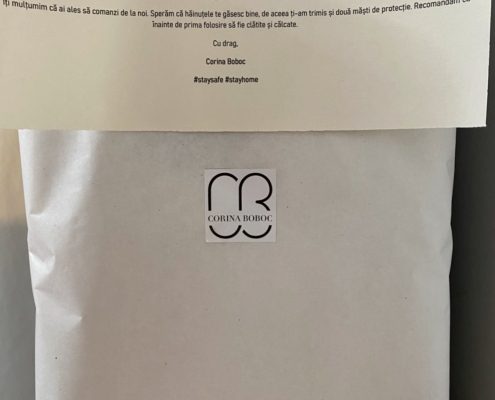 Îți mulțumim că ai ales să comanzi de la noi. Sperăm că hăinuțele te găsesc bine, de aceea ți-am trimis și două măști de protecție. Recomandăm ca
înainte de prima folosire să fie clătite și călcate.
Cu drag,
Corina Boboc
#staysafe #stayhome
CB
CORINA BOBOC